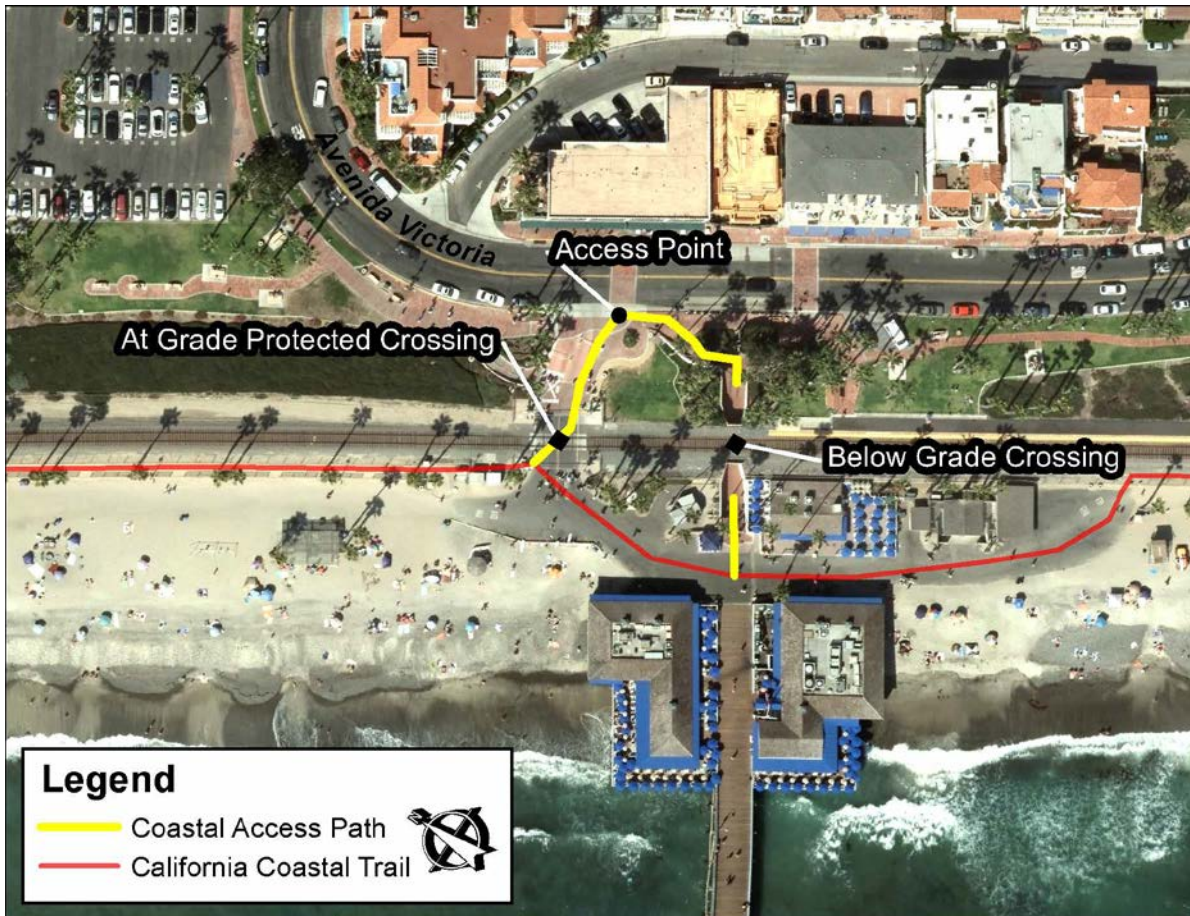 Avenida Victoria
Access Point
At Grade Protected Crossing
Below Grade Crossing
Legend
Coastal Access Path
California Coastal Trail